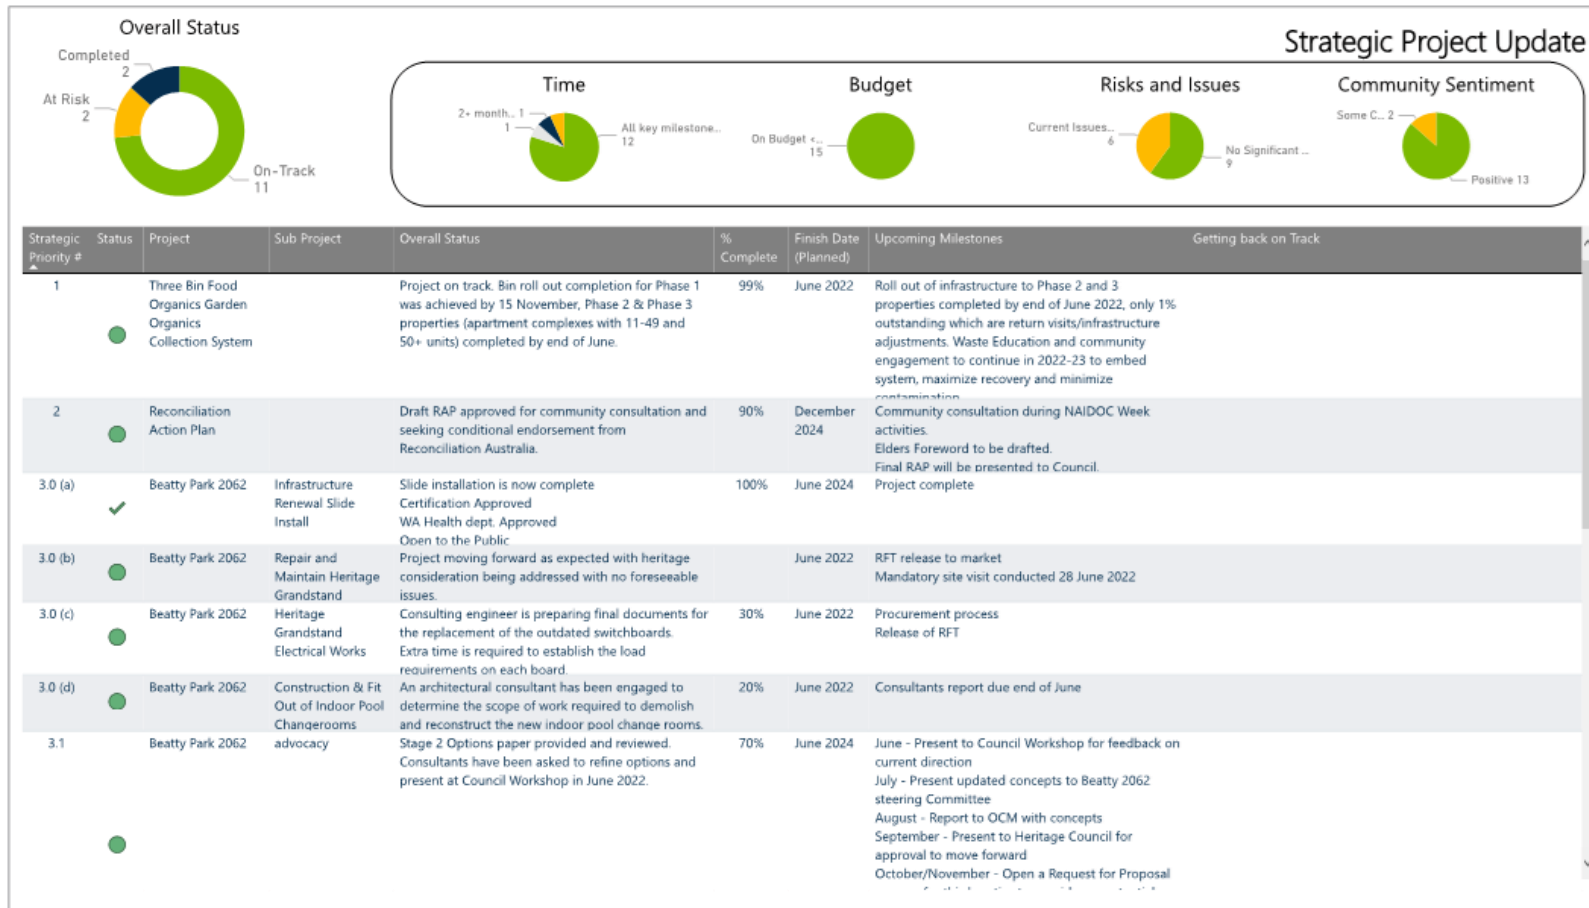 Overall Status
Strategic Project Update
Completed
2
At Risk
2
On-Track
11
Time
2+ month.. 1
1
All key milestone...
12
Budget
On Budget <..
15
Risks and Issues
Current Issues..
6
No Significant ...
9
Community Sentiment
Some C.. 2
Positive 13
Strategic Priority # Status Project Sub Project Overall Status % Complete Finish Date (Planned) Upcoming Milestones Getting back on Track
1
Three Bin Food
Organics Garden
Organics
Collection System
Project on track. Bin roll out completion for Phase 1
was achieved by 15 November, Phase 2 & Phase 3
properties (apartment complexes with 11-49 and
50+ units) completed by end of June.
99%
June 2022
Roll out of infrastructure to Phase 2 and 3
properties completed by end of June 2022, only 1%
outstanding which are return visits/infrastructure
adjustments. Waste Education and community
engagement to continue in 2022-23 to embed
system, maximize recovery and minimize
contamination
2
Reconciliation
Action Plan
Draft RAP approved for community consultation and
seeking conditional endorsement from
Reconciliation Australia.
90%
December
2024
Community consultation during NAIDOC Week
activities.
Elders Foreword to be drafted.
Final RAP will be presented to Council.
3.0 (a)
Beatty Park 2062
Infrastructure
Renewal Slide
Install
Slide installation is now complete
Certification Approved
WA Health dept. Approved
Open to the Public
100%
June 2024
Project complete
3.0 (b)
Beatty Park 2062
Repair and
Maintain Heritage
Grandstand
Project moving forward as expected with heritage
consideration being addressed with no foreseeable
issues.
June 2022
RFT release to market
Mandatory site visit conducted 28 June 2022
3.0 (c)
Beatty Park 2062
Heritage
Grandstand
Electrical Works
Consulting engineer is preparing final documents for
the replacement of the outdated switchboards.
Extra time is required to establish the load
requirements on each board.
30%
June 2022
Procurement process
Release of RFT
3.0 (d)
Beatty Park 2062
Construction & Fit
Out of Indoor Pool
Changerooms
An architectural consultant has been engaged to
determine the scope of work required to demolish
and reconstruct the new indoor pool change rooms.
20%
June 2022
Consultants report due end of June
3.1
Beatty Park 2062
advocacy
Stage 2 Options paper provided and reviewed.
Consultants have been asked to refine options and
present at Council Workshop in June 2022.
70%
June 2024
June - Present to Council Workshop for feedback on
current direction
July - Present updated concepts to Beatty 2062
steering Committee
August - Report to OCM with concepts
September - Present to Heritage Council for
approval to move forward
October/November - Open a Request for Proposal